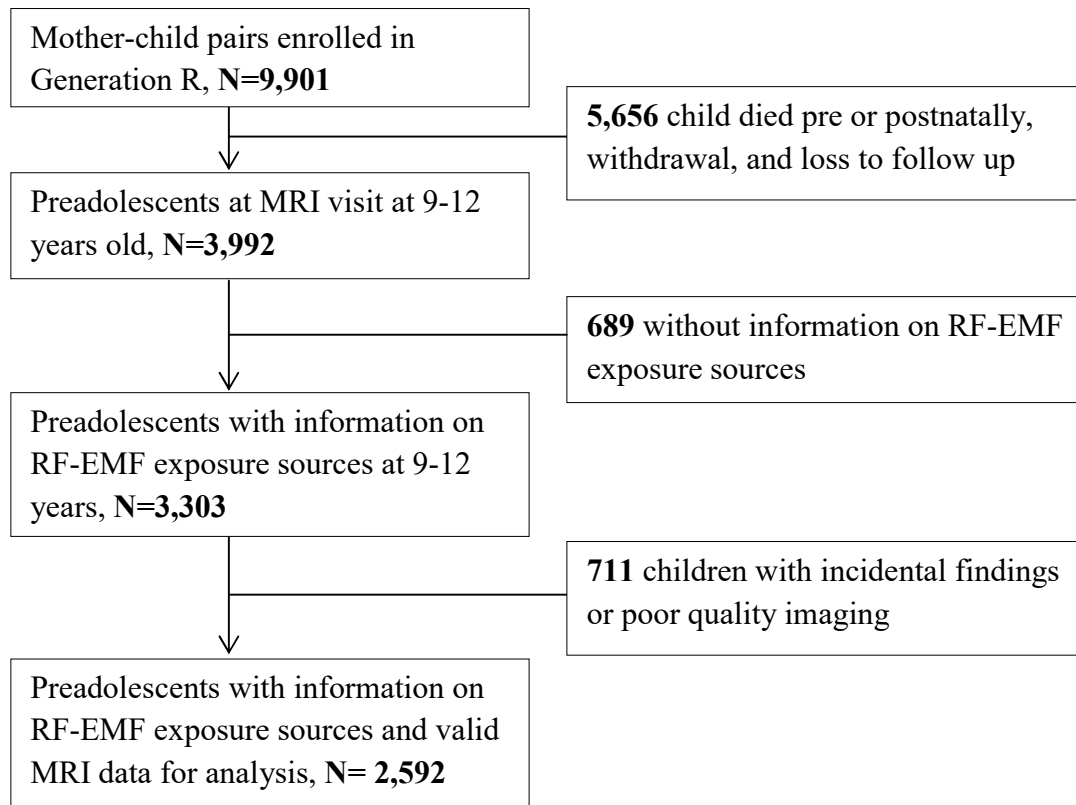 Mother-child pairs enrolled in
Generation R, N=9,901
5,656 child died pre or postnatally,
withdrawal, and loss to follow up
Preadolescents at MRI visit at 9-12
years old, N=3,992
689 without information on RF-EMF
exposure sources
Preadolescents with information on
RF-EMF exposure sources at 9-12
years, N=3,303
711 children with incidental findings
or poor quality imaging
Preadolescents with information on
RF-EMF exposure sources and valid
MRI data for analysis, N= 2,592